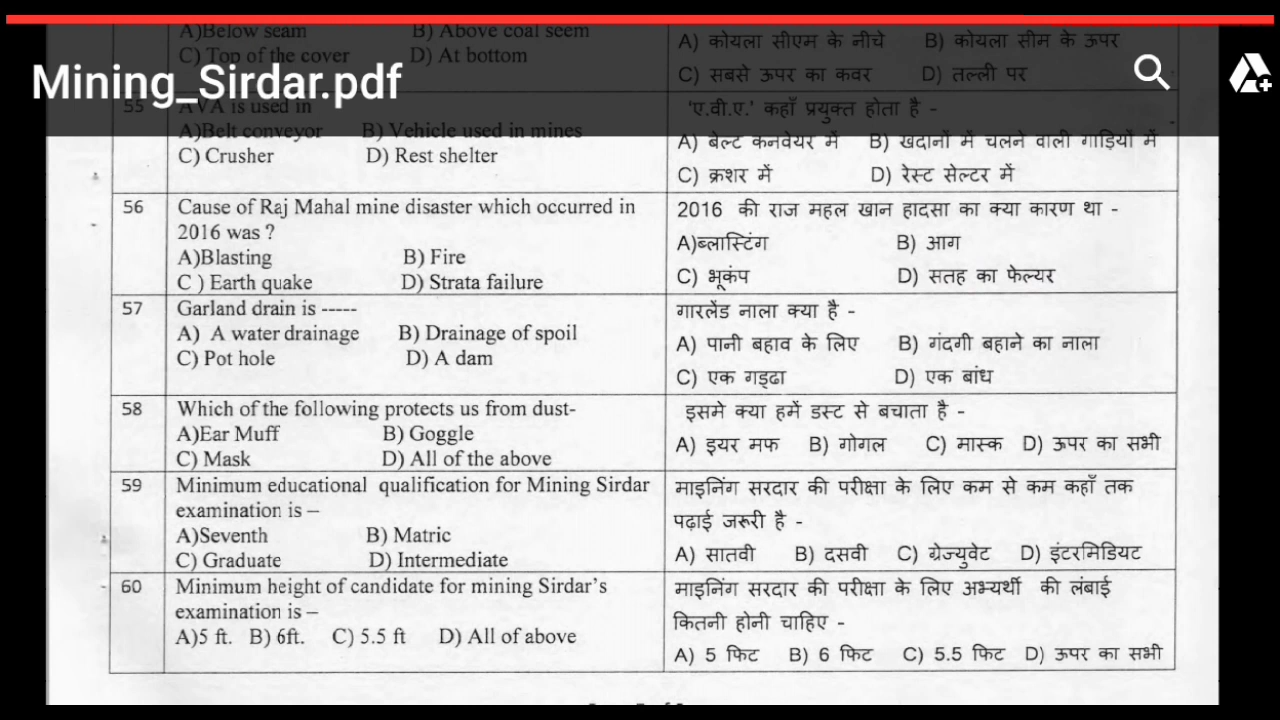 A)Below seam B) Above coal seem
C) Top of the cover D) At bottom
A) कोयला सीएम के नीचे B) कोयला सीम के ऊपर
C) सबसे ऊपर का कवर D) तल्ली पर
Mining_Sirdar.pdf
55 AVA is used in
A)Belt conveyor B) Vehicle used in mines
C) Crusher D) Rest shelter
'ए.वी.ए.' कहाँ प्रयुक्त होता है -
A) बेल्ट कनवेयर में B) खदानों में चलने वाली गाड़ियों में
C) क्रशर में D) रेस्ट सेल्टर में
56 Cause of Raj Mahal mine disaster which occurred in
2016 was ?
A)Blasting B) Fire
C ) Earth quake D) Strata failure
2016 की राज महल खान हादसा का क्या कारण था -
A)ब्लास्टिंग B) आग
C) भूकंप D) सतह का फेल्यर
57 Garland drain is -----
A) A water drainage B) Drainage of spoil
C) Pot hole D) A dam
गारलेंड नाला क्या है -
A) पानी बहाव के लिए B) गंदगी बहाने का नाला
C) एक गड्ढा D) एक बांध
58 Which of the following protects us from dust-
A)Ear Muff B) Goggle
C) Mask D) All of the above
इसमे क्या हमें डस्ट से बचाता है -
A) इयर मफ B) गोगल C) मास्क D) ऊपर का सभी
59 Minimum educational qualification for Mining Sirdar
examination is –
A)Seventh B) Matric
C) Graduate D) Intermediate
माइनिंग सरदार की परीक्षा के लिए कम से कम कहाँ तक
पढ़ाई जरूरी है -
A) सातवी B) दसवी C) ग्रेज्युवेट D) इंटरमिडियट
60 Minimum height of candidate for mining Sirdar's
examination is –
A)5 ft. B) 6ft. C) 5.5 ft D) All of above
माइनिंग सरदार की परीक्षा के लिए अभ्यर्थी की लंबाई
कितनी होनी चाहिए -
A) 5 फिट B) 6 फिट C) 5.5 फिट D) ऊपर का सभी